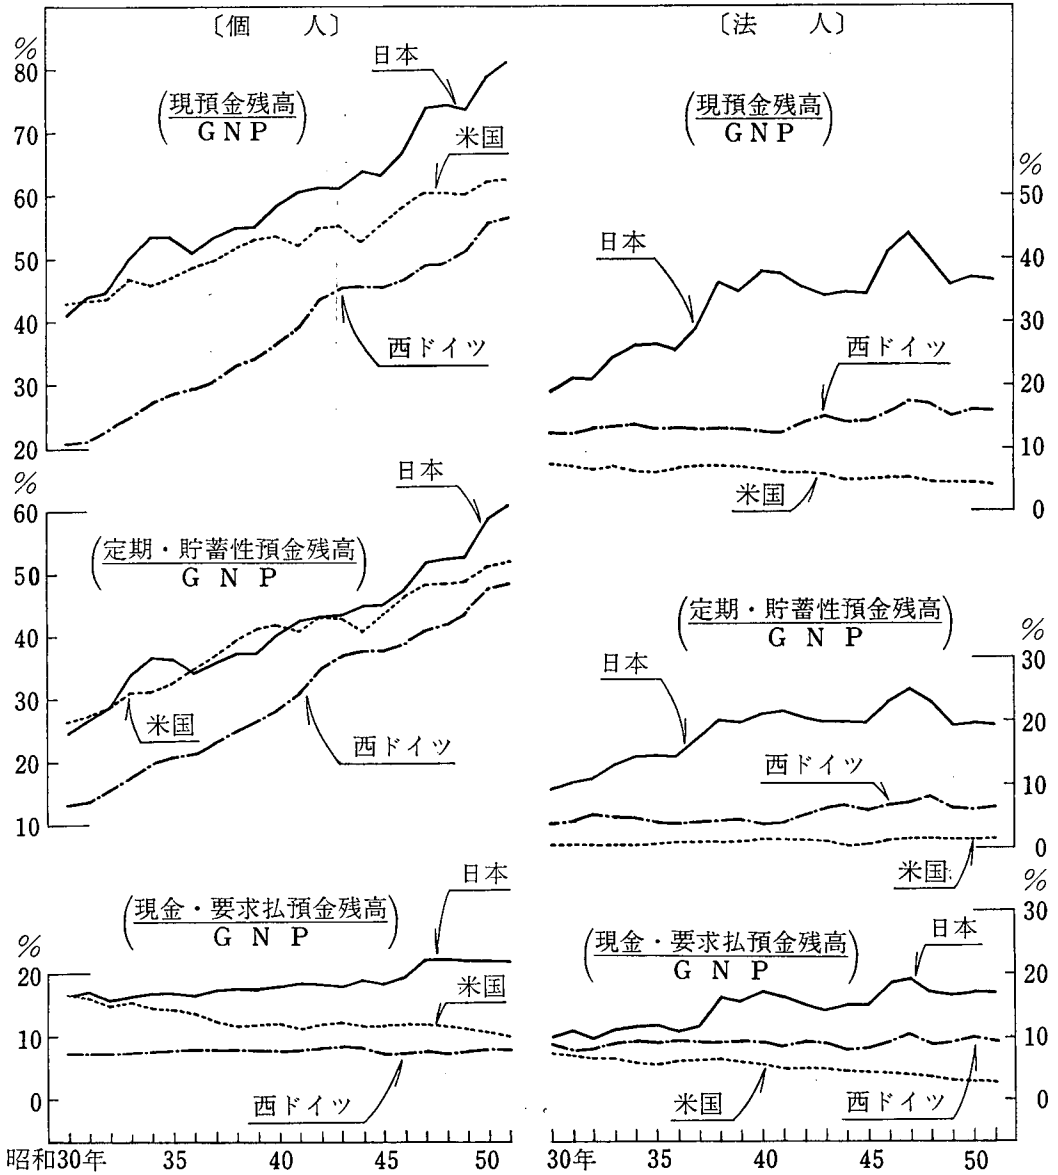 〔個 人〕
%
80
70
60
50
40
30
20
(現預金残高
GNP)
日本
米国
西ドイツ
%
60
50
40
30
20
10
(定期・貯蓄性預金残高
GNP)
日本
米国
西ドイツ
%
20
10
0
(現金・要求払預金残高
GNP)
日本
米国
西ドイツ
昭和30年 35 40 45 50
〔法 人〕
(現預金残高
GNP)
%
50
40
30
20
10
0
日本
西ドイツ
米国
(定期・貯蓄性預金残高
GNP)
%
30
20
10
0
日本
西ドイツ
米国
(現金・要求払預金残高
GNP)
%
30
20
10
0
日本
米国
西ドイツ
30年 35 40 45 50